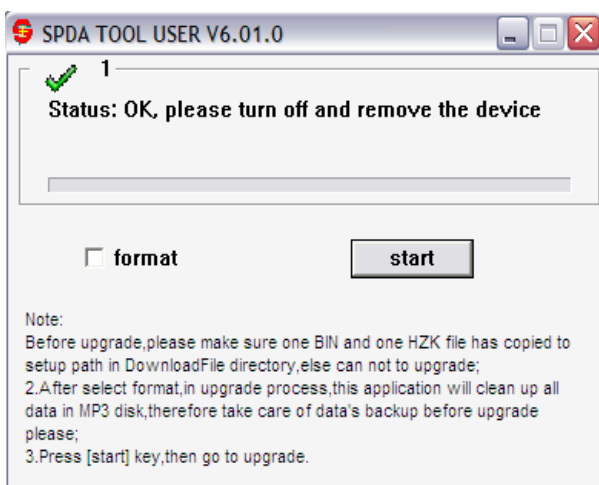 SPDA TOOL USER V6.01.0
1
Status: OK, please turn off and remove the device
format
start
Note:
Before upgrade,please make sure one BIN and one HZK file has copied to
setup path in DownloadFile directory,else can not to upgrade;
2.After select format,in upgrade process,this application will clean up all
data in MP3 disk,therefore take care of data's backup before upgrade
please;
3.Press [start] key,then go to upgrade.